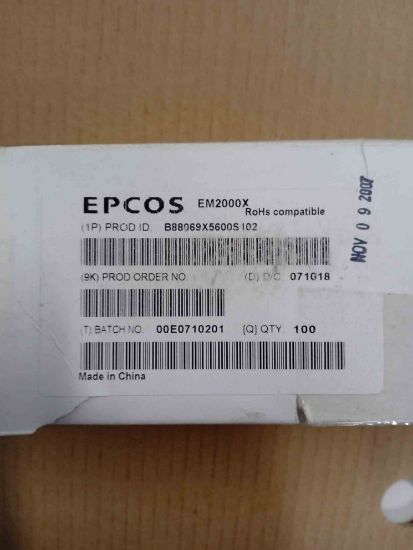 EPCOS EM2000X
RoHs compatible
(1P) PROD ID. B88069X5600S102
(9K) PROD ORDER NO. (D) D/C. 071018
(T) BATCH NO. 00E0710201 [Q] QTY. 100
Made in China
NOV 0 9 2007